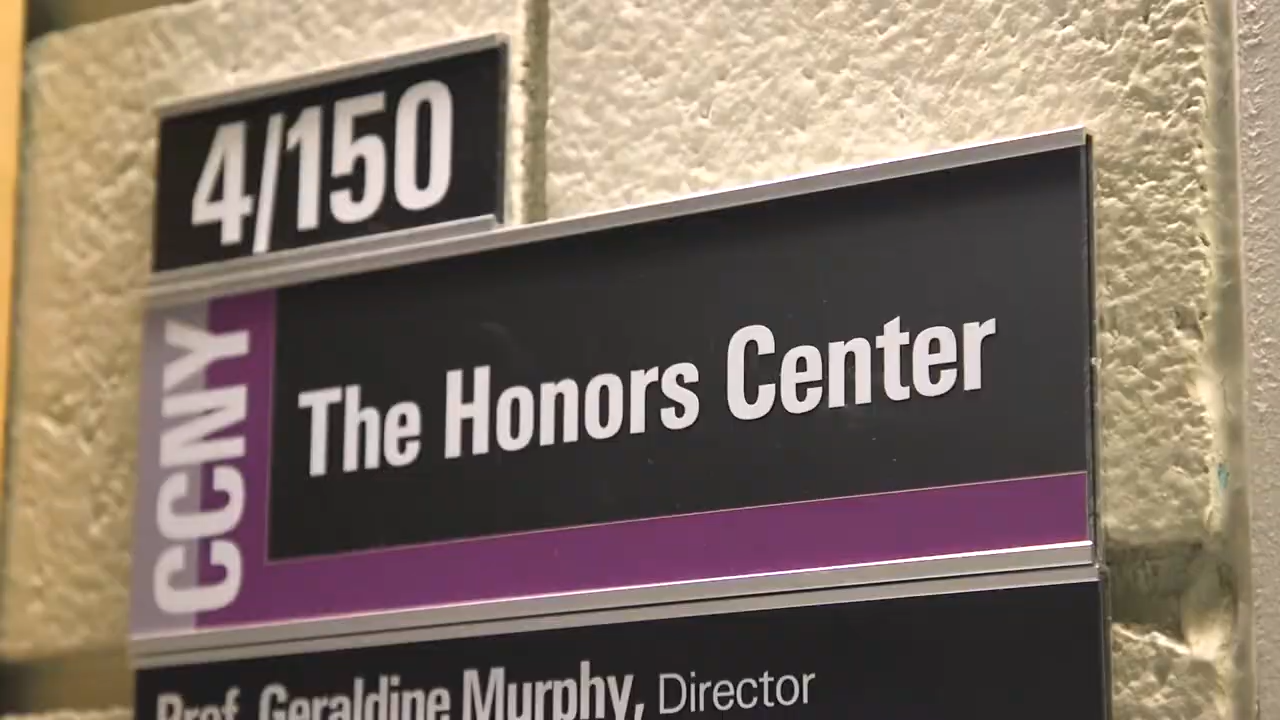 4/150
CCNY
The Honors Center
Prof. Geraldine Murphy, Director